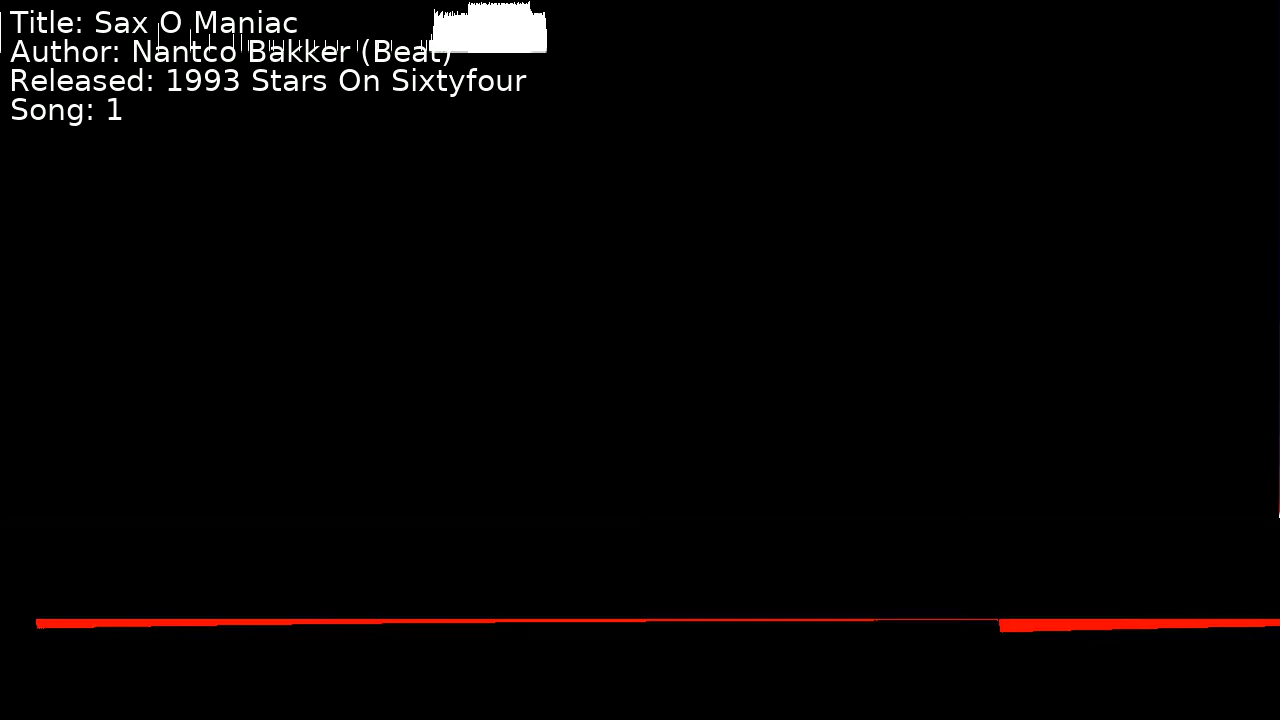 Title: Sax O Maniac
Author: Nantco Bakker (Beat)
Released: 1993 Stars On Sixtyfour
Song: 1